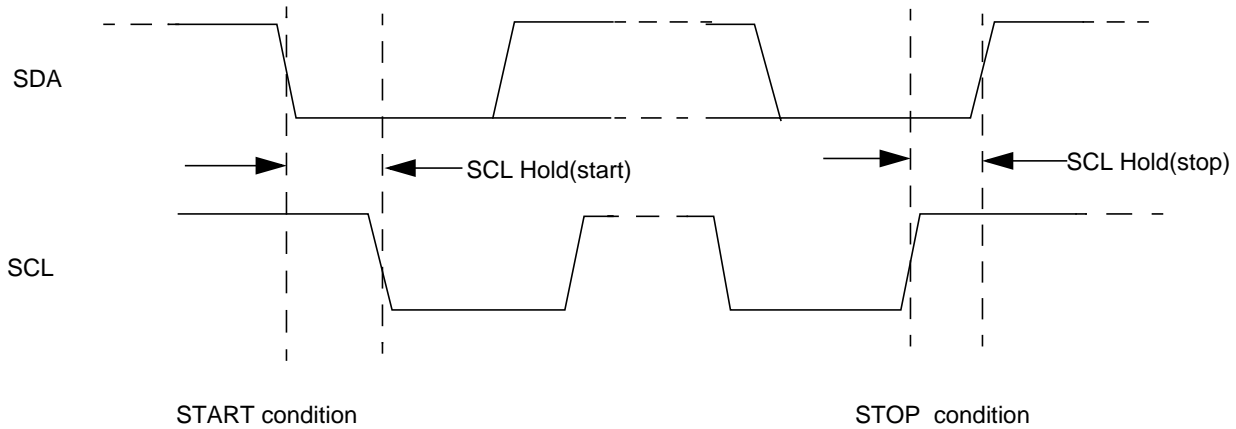 SDA
SCL Hold(start)
SCL Hold(stop)
SCL
START condition
STOP condition